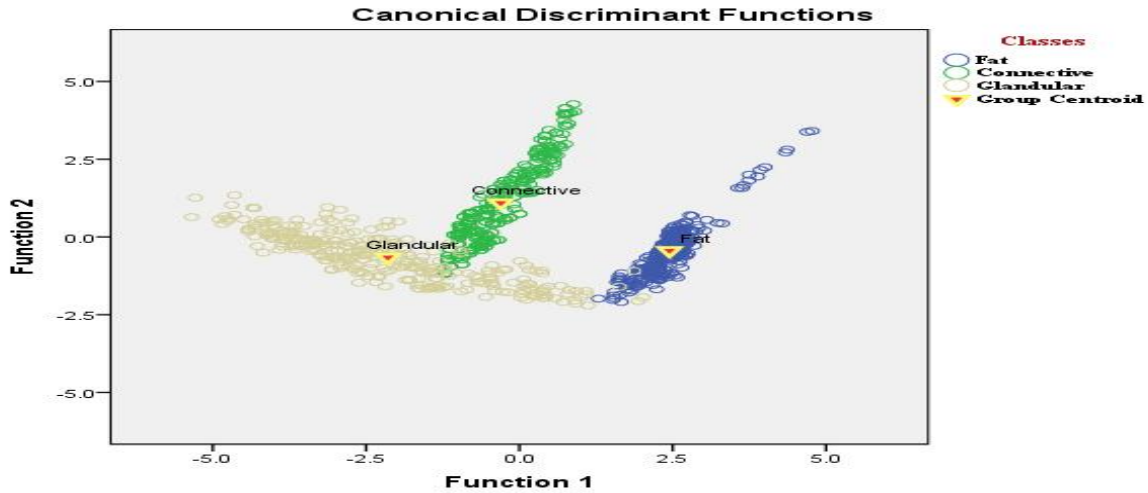 Canonical Discriminant Functions
Classes
Fat
Connective
Glandular
Group Centroid
Function 2
5.0
2.5
0.0
-2.5
-5.0
Connective
Glandular
Fat
-5.0
-2.5
0.0
2.5
5.0
Function 1